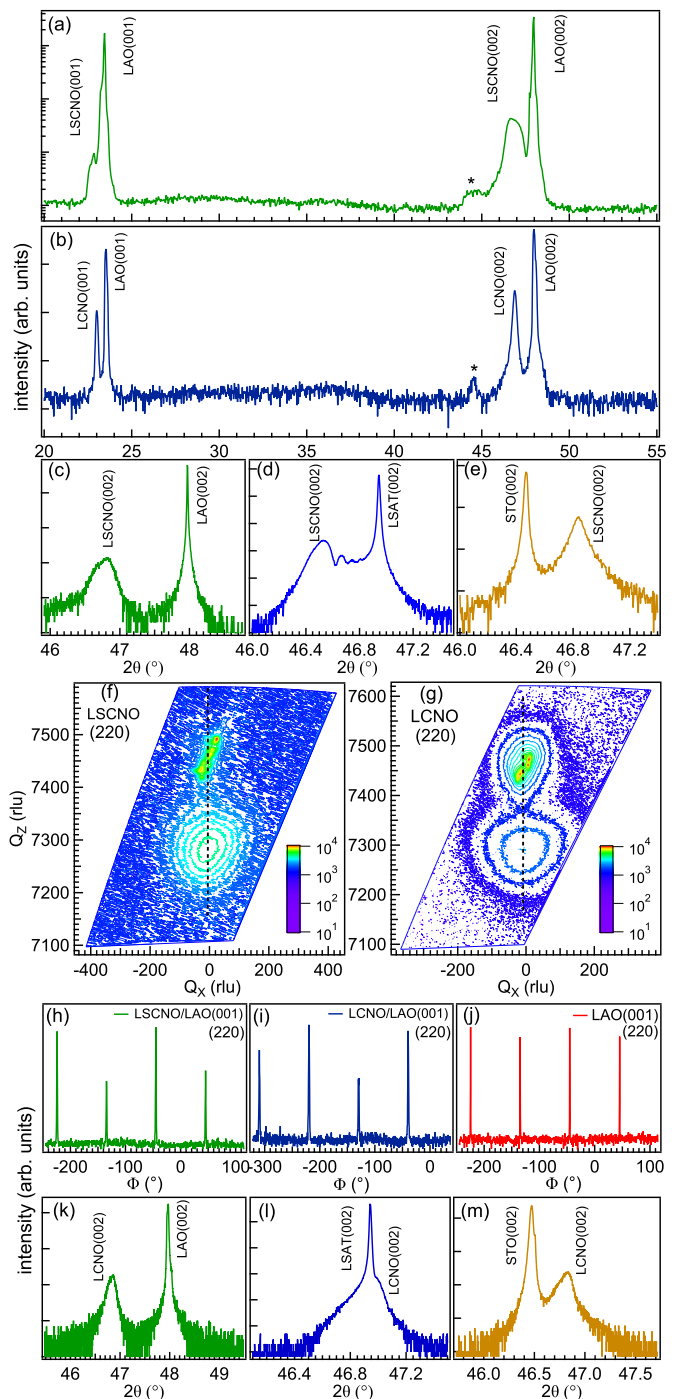 (a)
LSCNO(001)
LAO(001)
LSCNO(002)
LAO(002)
*
(b)
LCNO(001)
LAO(001)
LCNO(002)
LAO(002)
*
intensity (arb. units)
20 25 30 35 40 45 50 55
(c)
LSCNO(002)
LAO(002)
46 47 48
2θ (°)
(d)
LSCNO(002)
LSAT(002)
46.0 46.4 46.8 47.2
2θ (°)
(e)
STO(002)
LSCNO(002)
46.0 46.4 46.8 47.2
2θ (°)
(f)
LSCNO
(220)
7500
7400
7300
7200
7100
Q_Z (rlu)
10^4
10^3
10^2
10^1
-400 -200 0 200 400
Q_X (rlu)
(g)
LCNO
(220)
7600
7500
7400
7300
7200
7100
10^4
10^3
10^2
10^1
-200 0 200
Q_X (rlu)
(h)
LSCNO/LAO(001)
(220)
-200 -100 0 100
Φ (°)
(i)
LCNO/LAO(001)
(220)
-300 -200 -100 0
Φ (°)
(j)
LAO(001)
(220)
-200 -100 0 100
Φ (°)
intensity (arb. units)
(k)
LCNO(002)
LAO(002)
46 47 48 49
2θ (°)
(l)
LSAT(002)
LCNO(002)
46.4 46.8 47.2
2θ (°)
(m)
STO(002)
LCNO(002)
46.0 46.5 47.0 47.5
2θ (°)